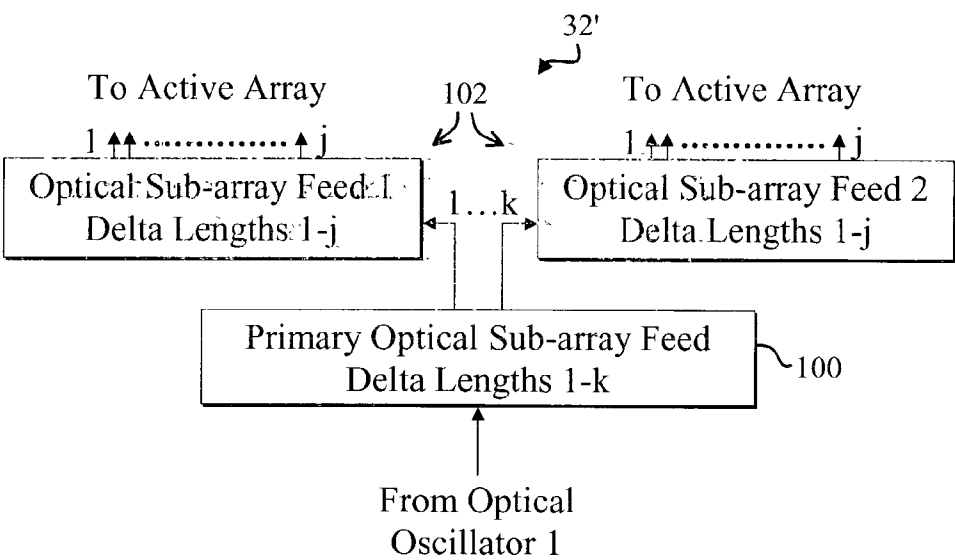 32'
To Active Array
102
To Active Array
1 j
1 j
Optical Sub-array Feed 1
Delta Lengths 1-j
1...k
Optical Sub-array Feed 2
Delta Lengths 1-j
Primary Optical Sub-array Feed
Delta Lengths 1-k
100
From Optical
Oscillator 1